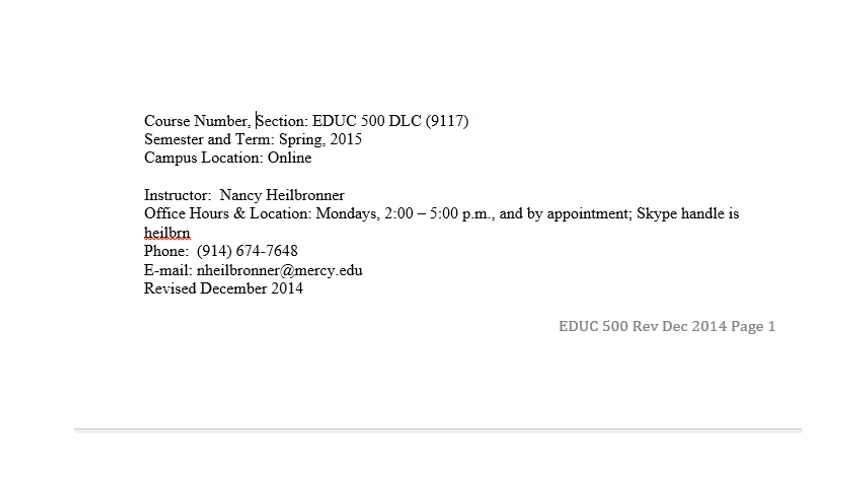 Course Number, Section: EDUC 500 DLC (9117)
Semester and Term: Spring, 2015
Campus Location: Online
Instructor:  Nancy Heilbronner
Office Hours & Location: Mondays, 2:00 – 5:00 p.m., and by appointment; Skype handle is
heilbrn
Phone:  (914) 674-7648
E-mail: nheilbronner@mercy.edu
Revised December 2014
EDUC 500 Rev Dec 2014 Page 1